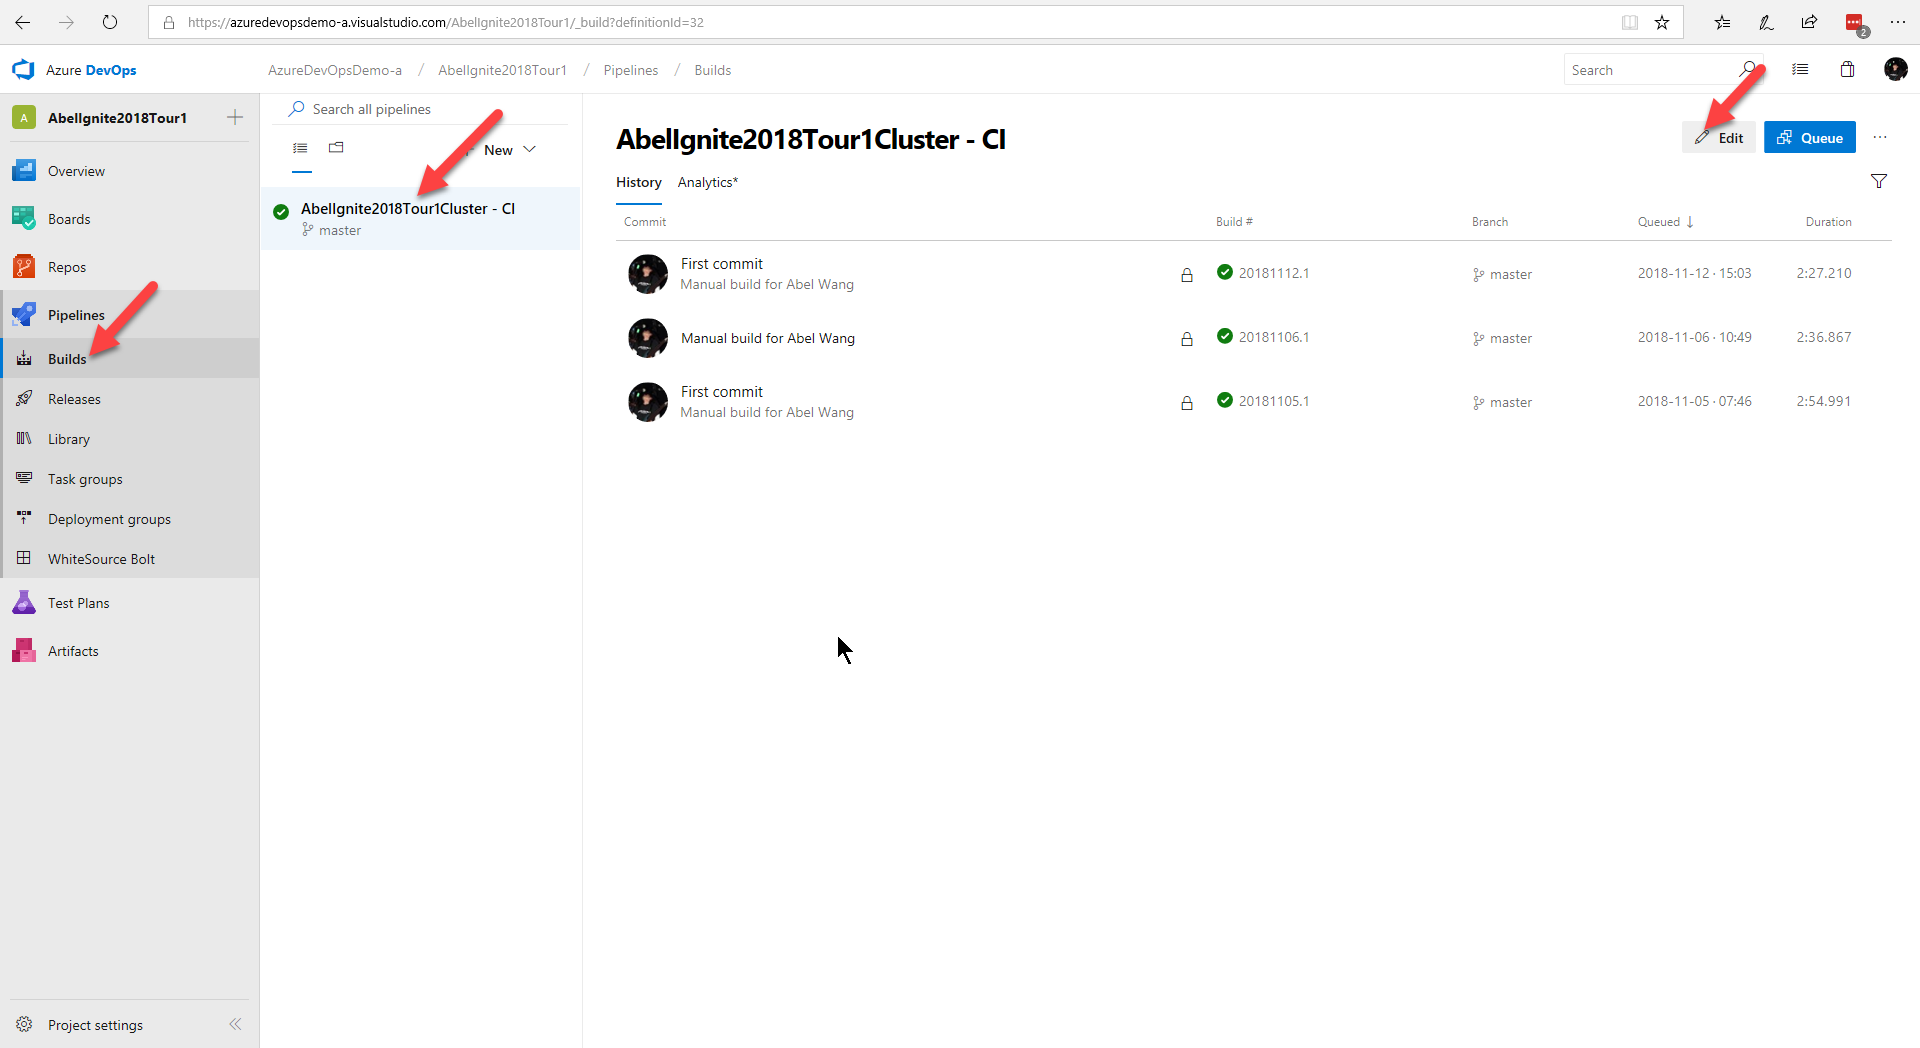 https://azuredevopsdemo-a.visualstudio.com/AbelIgnite2018Tour1/_build?definitionId=32
2
Azure DevOps
AzureDevOpsDemo-a / AbelIgnite2018Tour1 / Pipelines / Builds
Search
A
AbelIgnite2018Tour1
Overview
Boards
Repos
Pipelines
Builds
Releases
Library
Task groups
Deployment groups
WhiteSource Bolt
Test Plans
Artifacts
Project settings
Search all pipelines
New
AbelIgnite2018Tour1Cluster - CI
master
AbelIgnite2018Tour1Cluster - CI
Edit
Queue
History Analytics*
Commit Build # Branch Queued ↓ Duration
First commit
Manual build for Abel Wang
20181112.1 master 2018-11-12 · 15:03 2:27.210
Manual build for Abel Wang 20181106.1 master 2018-11-06 · 10:49 2:36.867
First commit
Manual build for Abel Wang
20181105.1 master 2018-11-05 · 07:46 2:54.991